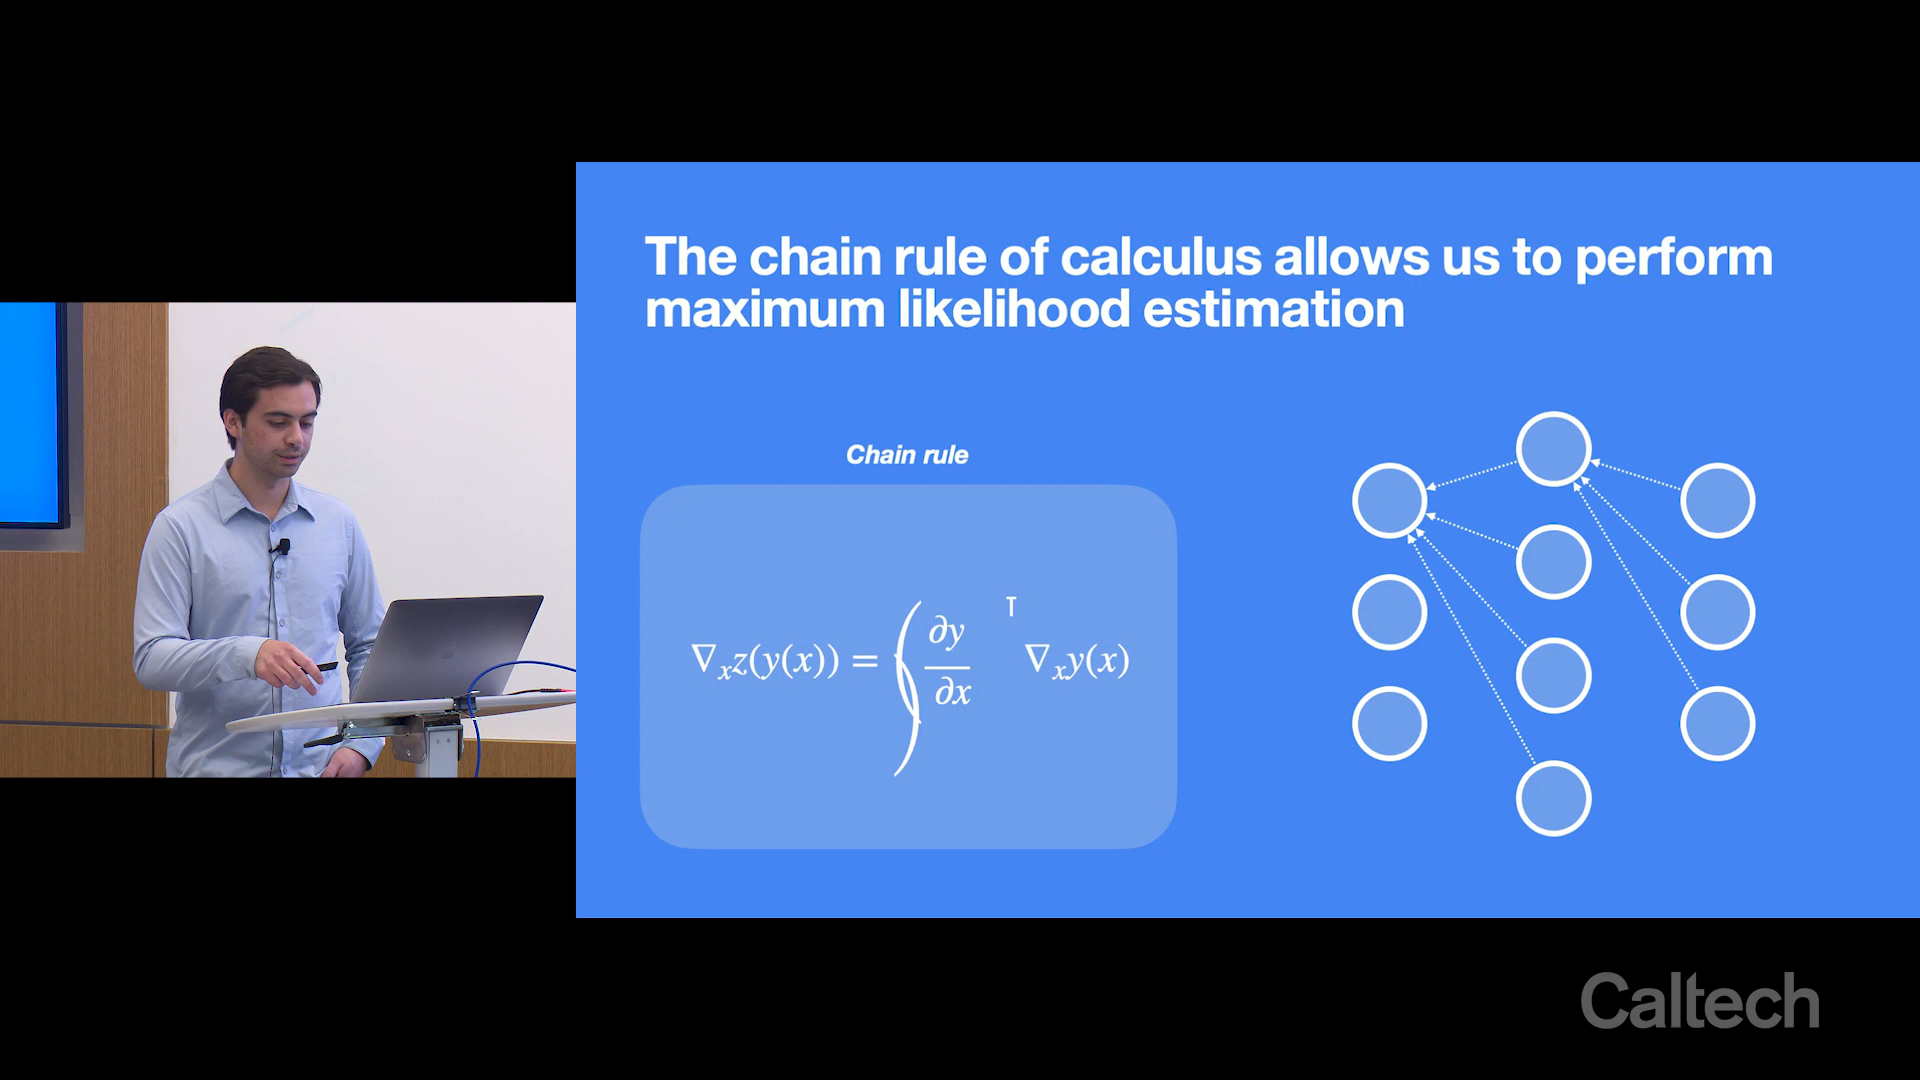 The chain rule of calculus allows us to perform
maximum likelihood estimation
Chain rule
∇ₓz(y(x)) = (∂y/∂x)ᵀ ∇ₓy(x)
Caltech